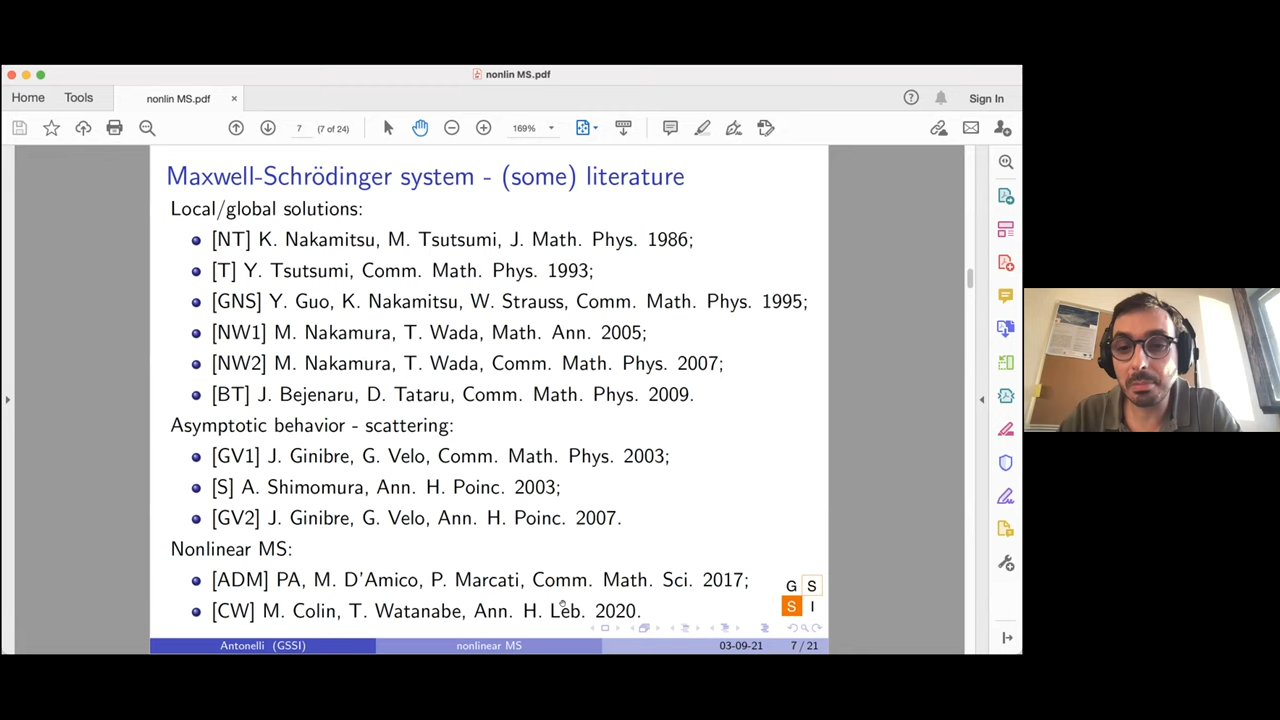 nonlin MS.pdf
Home Tools nonlin MS.pdf × Sign In
7 (7 of 24) 169%
Maxwell-Schrödinger system - (some) literature
Local/global solutions:
[NT] K. Nakamitsu, M. Tsutsumi, J. Math. Phys. 1986;
[T] Y. Tsutsumi, Comm. Math. Phys. 1993;
[GNS] Y. Guo, K. Nakamitsu, W. Strauss, Comm. Math. Phys. 1995;
[NW1] M. Nakamura, T. Wada, Math. Ann. 2005;
[NW2] M. Nakamura, T. Wada, Comm. Math. Phys. 2007;
[BT] J. Bejenaru, D. Tataru, Comm. Math. Phys. 2009.
Asymptotic behavior - scattering:
[GV1] J. Ginibre, G. Velo, Comm. Math. Phys. 2003;
[S] A. Shimomura, Ann. H. Poinc. 2003;
[GV2] J. Ginibre, G. Velo, Ann. H. Poinc. 2007.
Nonlinear MS:
[ADM] PA, M. D'Amico, P. Marcati, Comm. Math. Sci. 2017;
[CW] M. Colin, T. Watanabe, Ann. H. Leb. 2020.
G S
S I
Antonelli (GSSI) nonlinear MS 03-09-21 7 / 21